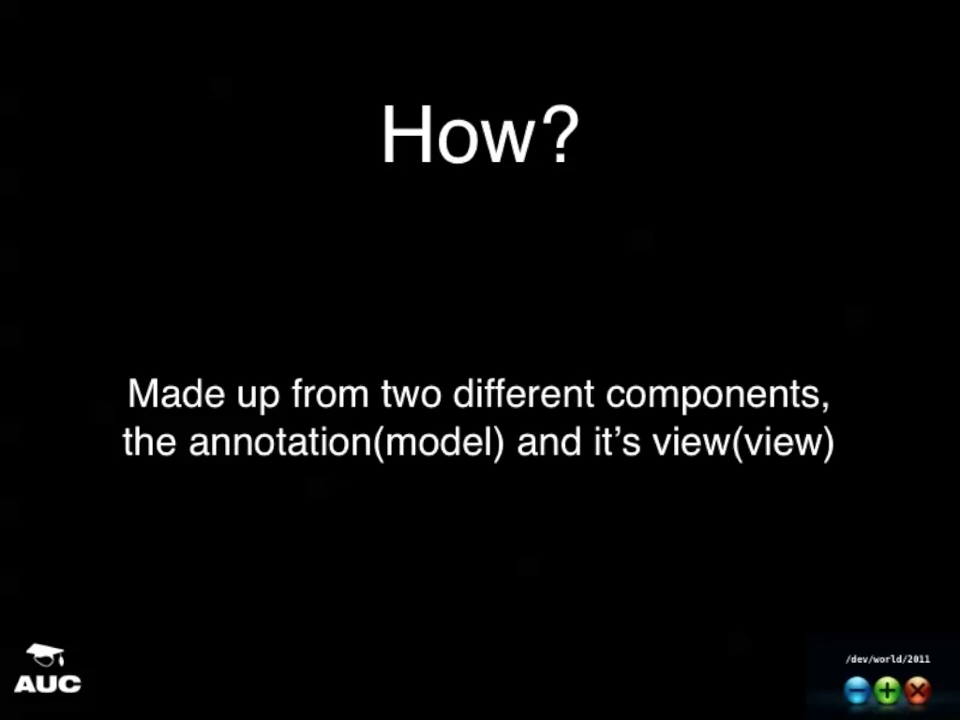 How?
Made up from two different components,
the annotation(model) and it’s view(view)
AUC
/dev/world/2011